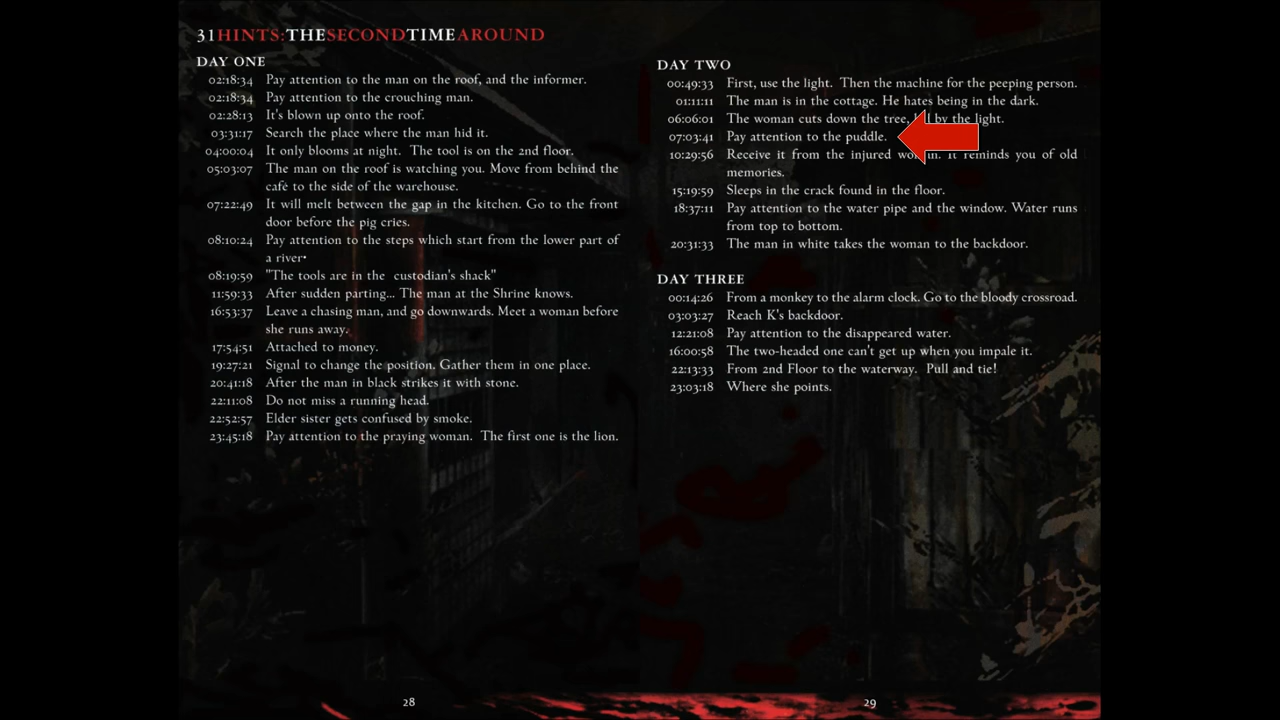 31HINTS:THESECONDTIMEAROUND
DAY ONE
02:18:34 Pay attention to the man on the roof, and the informer.
02:18:34 Pay attention to the crouching man.
02:28:13 It's blown up onto the roof.
03:31:17 Search the place where the man hid it.
04:00:04 It only blooms at night. The tool is on the 2nd floor.
05:03:07 The man on the roof is watching you. Move from behind the
café to the side of the warehouse.
07:22:49 It will melt between the gap in the kitchen. Go to the front
door before the pig cries.
08:10:24 Pay attention to the steps which start from the lower part of
a river.
08:19:59 "The tools are in the custodian's shack"
11:59:33 After sudden parting... The man at the Shrine knows.
16:53:37 Leave a chasing man, and go downwards. Meet a woman before
she runs away.
17:54:51 Attached to money.
19:27:21 Signal to change the position. Gather them in one place.
20:41:18 After the man in black strikes it with stone.
22:11:08 Do not miss a running head.
22:52:57 Elder sister gets confused by smoke.
23:45:18 Pay attention to the praying woman. The first one is the lion.
28
DAY TWO
00:49:33 First, use the light. Then the machine for the peeping person.
01:11:11 The man is in the cottage. He hates being in the dark.
06:06:01 The woman cuts down the tree, by the light.
07:03:41 Pay attention to the puddle.
10:29:56 Receive it from the injured It reminds you of old
memories.
15:19:59 Sleeps in the crack found in the floor.
18:37:11 Pay attention to the water pipe and the window. Water runs
from top to bottom.
20:31:33 The man in white takes the woman to the backdoor.
DAY THREE
00:14:26 From a monkey to the alarm clock. Go to the bloody crossroad.
03:03:27 Reach K's backdoor.
12:21:08 Pay attention to the disappeared water.
16:00:58 The two-headed one can't get up when you impale it.
22:13:33 From 2nd Floor to the waterway. Pull and tie!
23:03:18 Where she points.
29